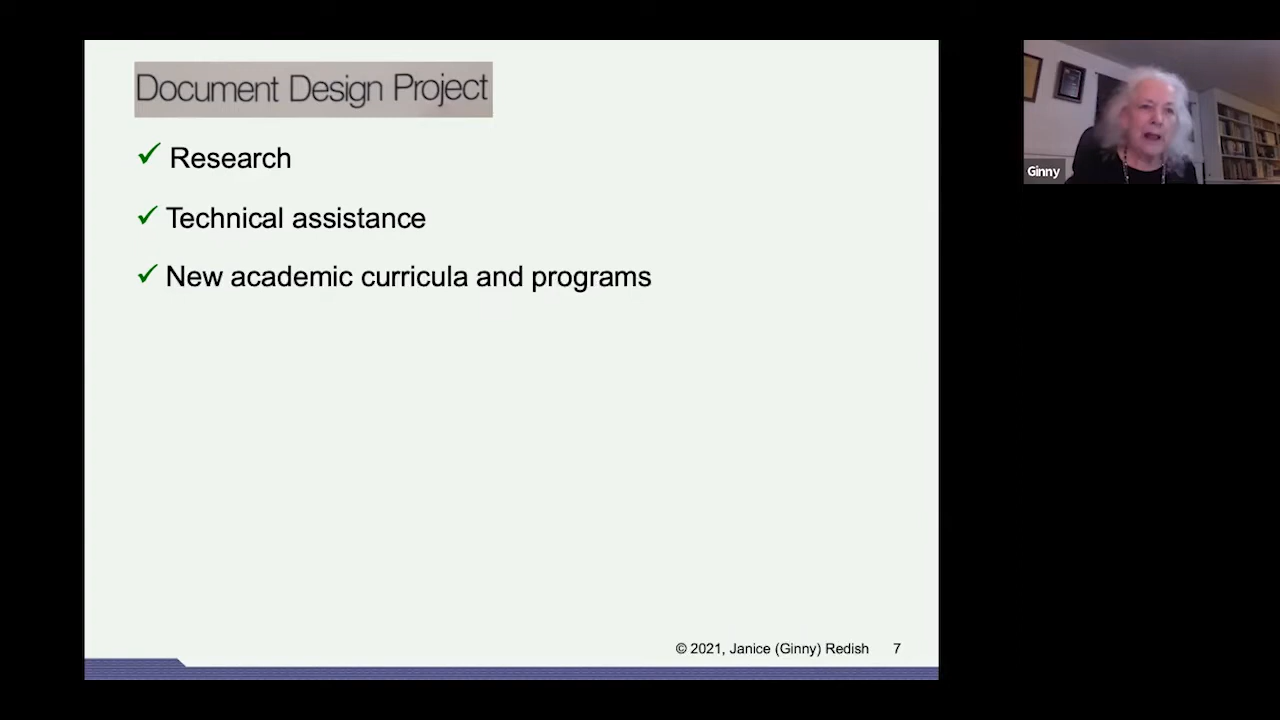 Document Design Project
✓ Research
✓ Technical assistance
✓ New academic curricula and programs
© 2021, Janice (Ginny) Redish 7
Ginny